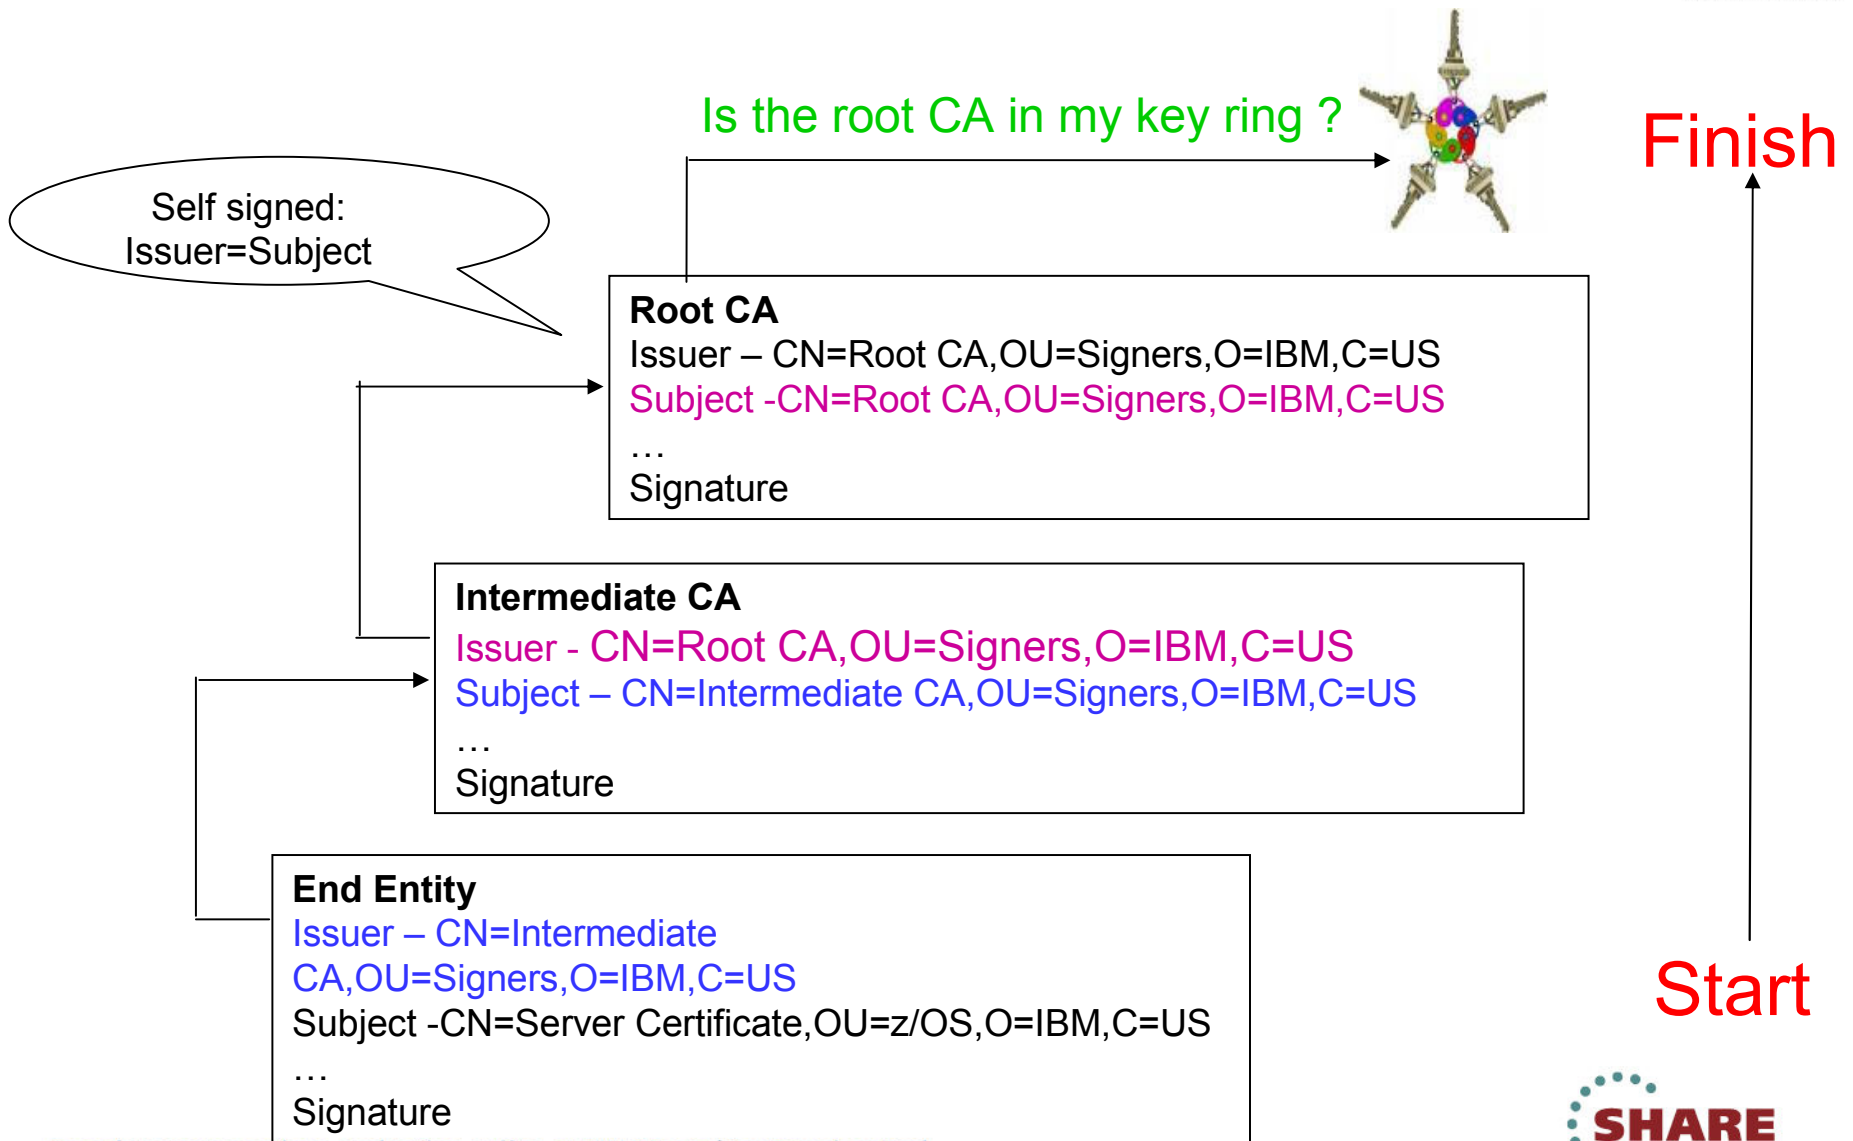 Is the root CA in my key ring ?
Finish
Self signed:
Issuer=Subject
Root CA
Issuer – CN=Root CA,OU=Signers,O=IBM,C=US
Subject -CN=Root CA,OU=Signers,O=IBM,C=US
…
Signature
Intermediate CA
Issuer - CN=Root CA,OU=Signers,O=IBM,C=US
Subject – CN=Intermediate CA,OU=Signers,O=IBM,C=US
…
Signature
End Entity
Issuer – CN=Intermediate
CA,OU=Signers,O=IBM,C=US
Subject -CN=Server Certificate,OU=z/OS,O=IBM,C=US
…
Signature
Start
SHARE